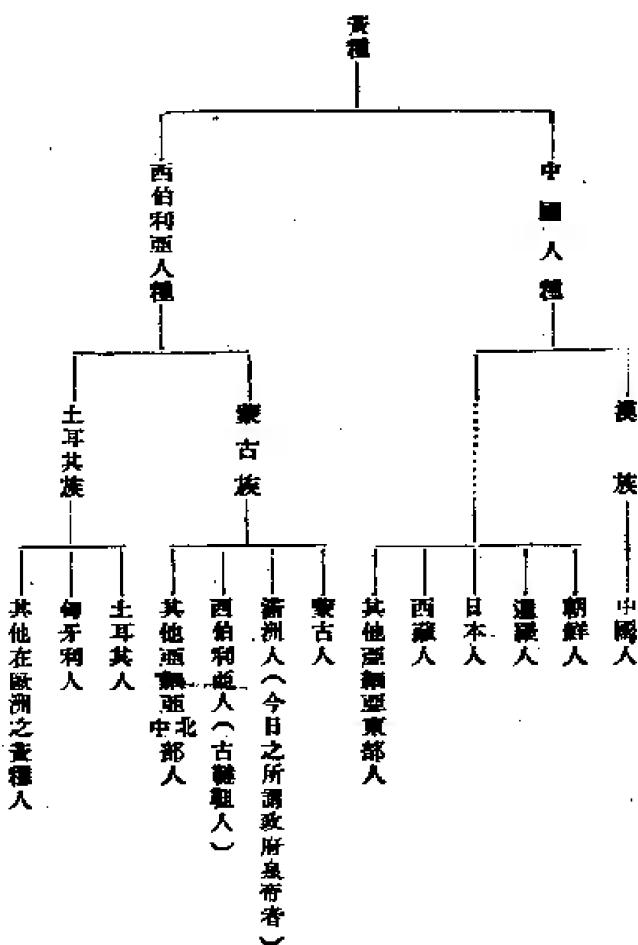 黃種
中國人種
西伯利亞人種
漢族
蒙古族
土耳其族
中國人
朝鮮人
暹羅人
日本人
西藏人
其他亞細亞東部人
蒙古人
滿洲人（今日之所謂政府皇帝者）
西伯利亞人（古韃靼人）
其他亞細亞北中部人
土耳其人
匈牙利人
其他在歐洲之黃種人